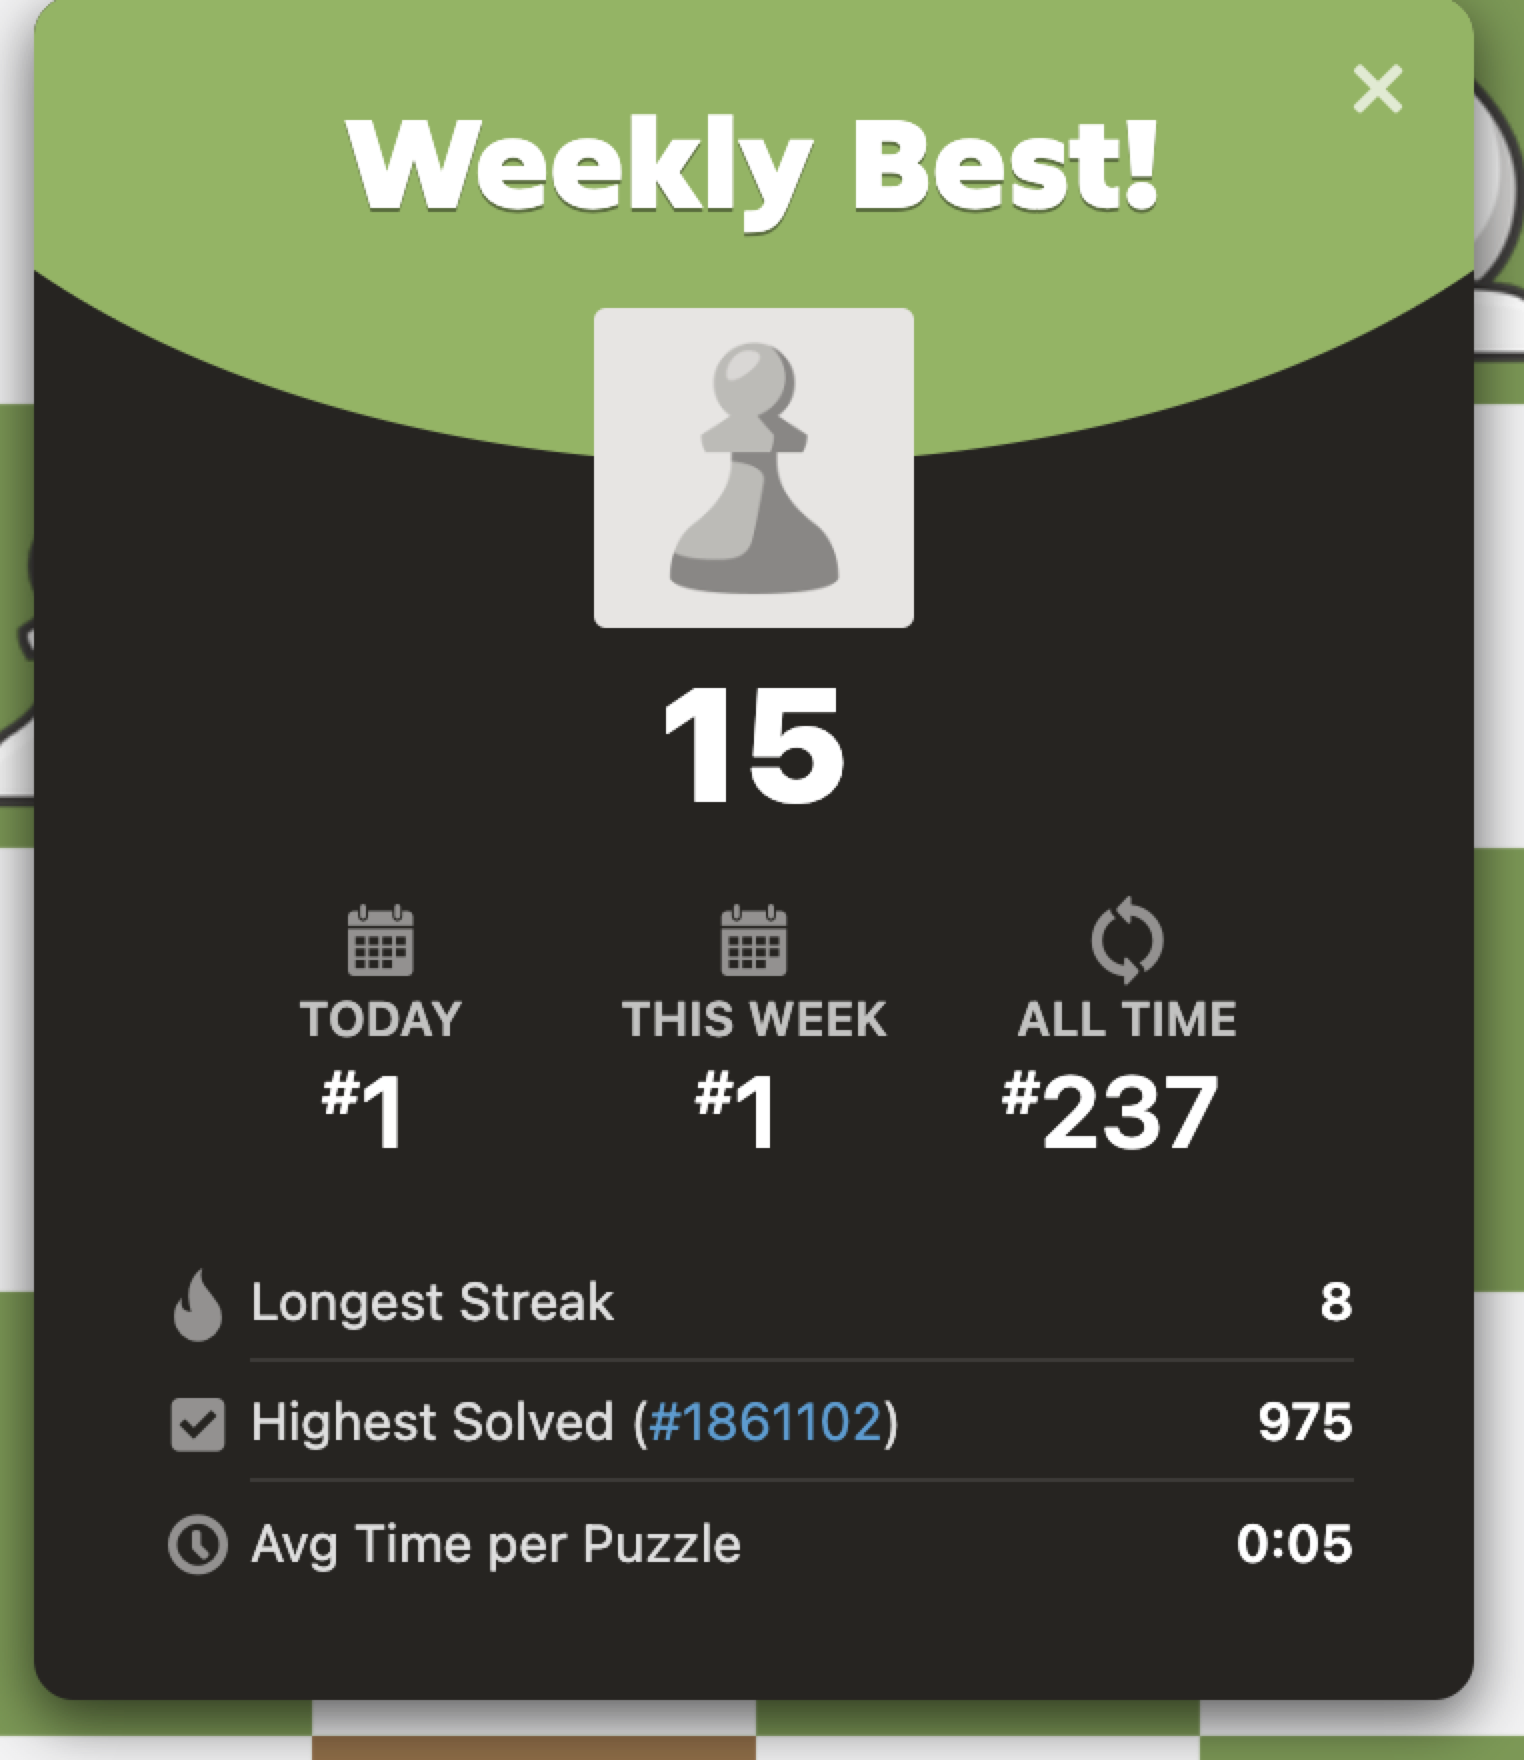 Weekly Best!
15
TODAY
#1
THIS WEEK
#1
ALL TIME
#237
Longest Streak 8
Highest Solved (#1861102) 975
Avg Time per Puzzle 0:05